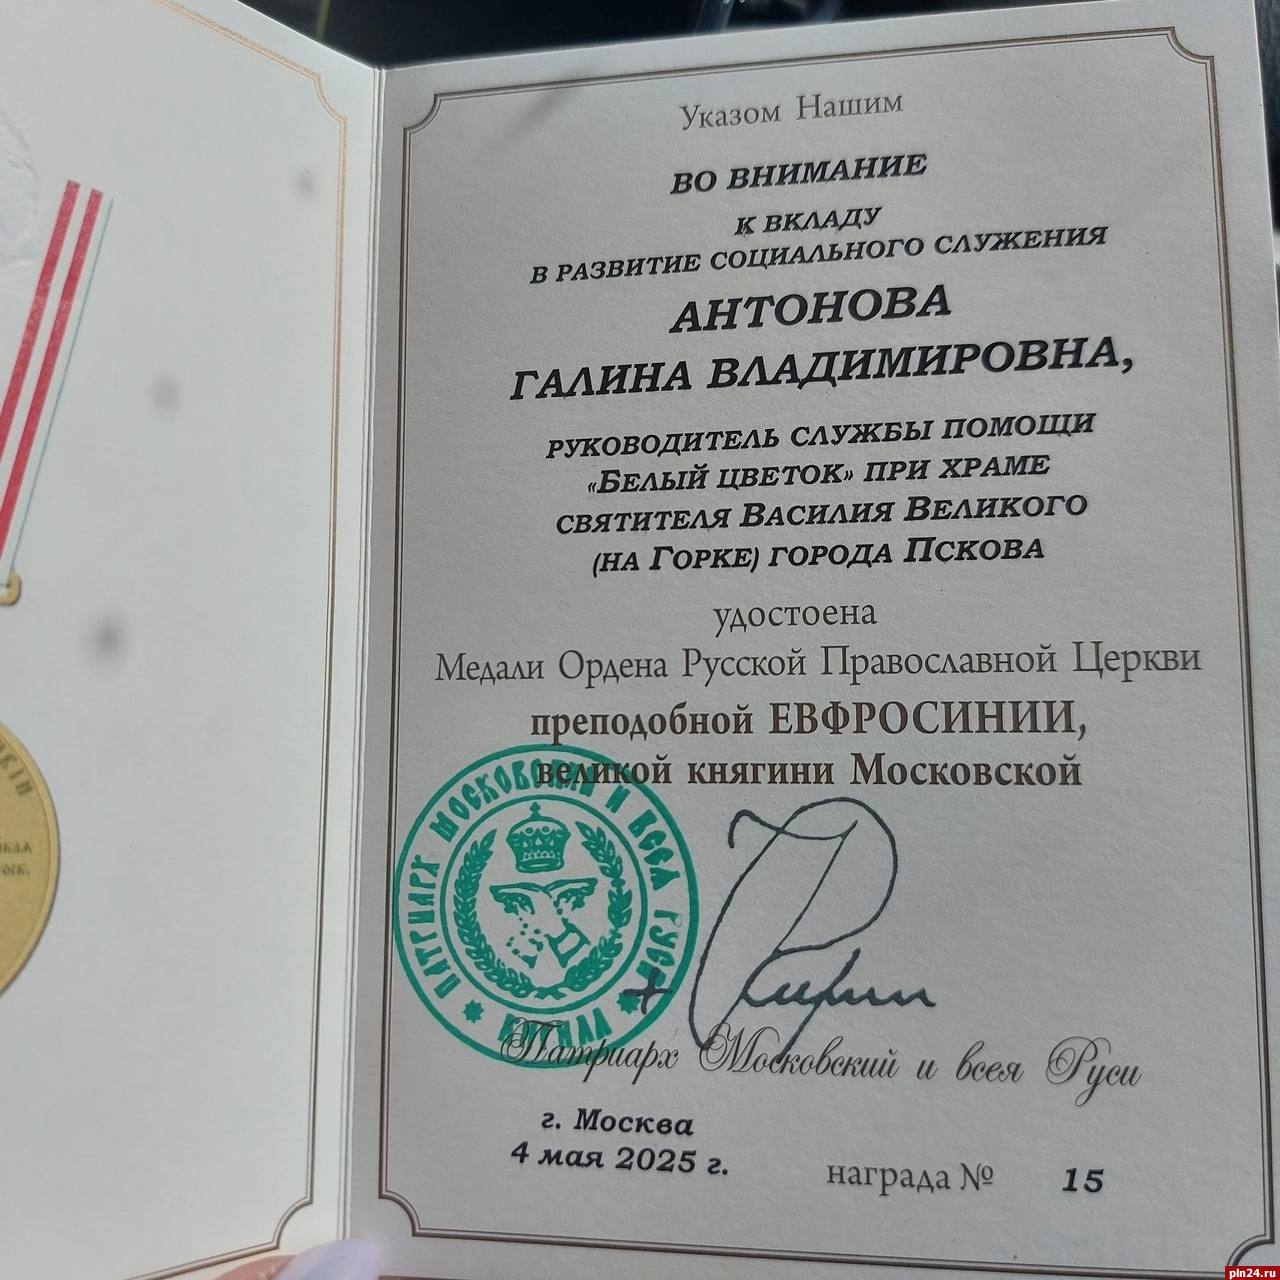 Указом Нашим
ВО ВНИМАНИЕ
К ВКЛАДУ
В РАЗВИТИЕ СОЦИАЛЬНОГО СЛУЖЕНИЯ
АНТОНОВА
ГАЛИНА ВЛАДИМИРОВНА,
РУКОВОДИТЕЛЬ СЛУЖБЫ ПОМОЩИ
«БЕЛЫЙ ЦВЕТОК» ПРИ ХРАМЕ
СВЯТИТЕЛЯ ВАСИЛИЯ ВЕЛИКОГО
(НА ГОРКЕ) ГОРОДА ПСКОВА
удостоена
Медали Ордена Русской Православной Церкви
преподобной ЕВФРОСИНИИ,
великой княгини Московской
ПАТРИАРХ МОСКОВСКИЙ И ВСЕЯ РУСИ
Патриарх Московский и всея Руси
г. Москва
4 мая 2025 г.
награда № 15
pln24.ru